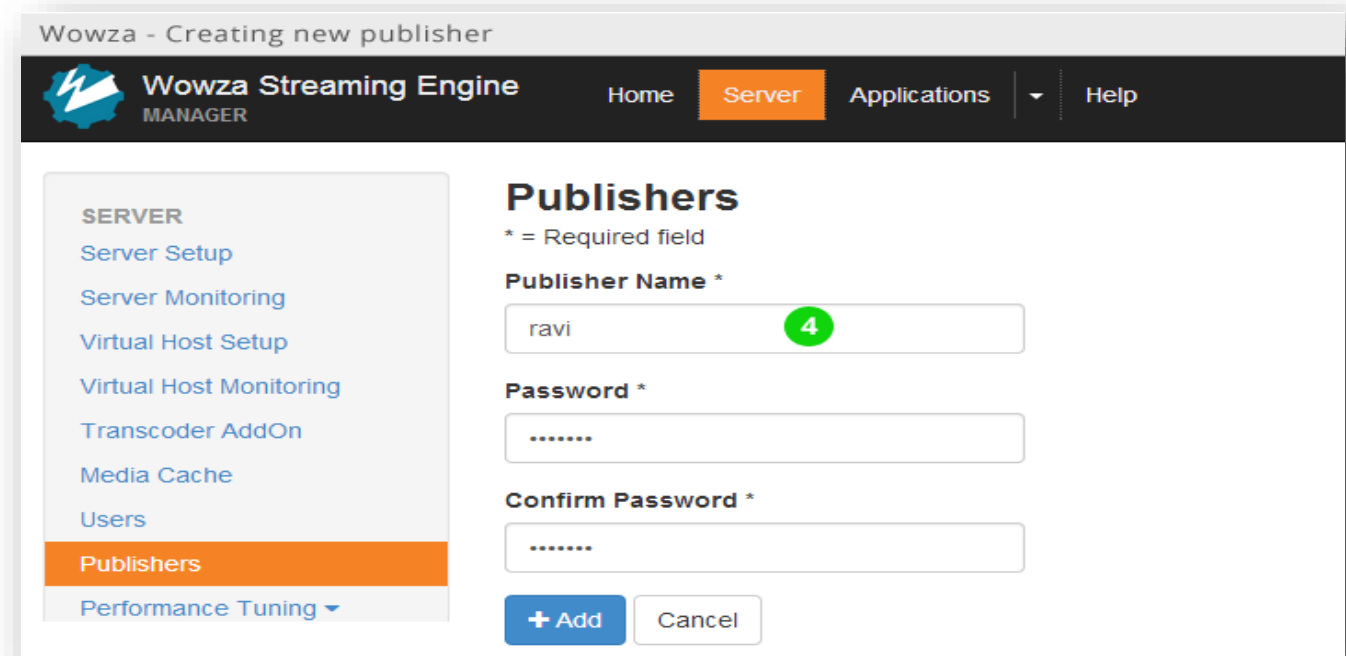 Wowza - Creating new publisher
Wowza Streaming Engine
MANAGER
Home Server Applications Help
SERVER
Server Setup
Server Monitoring
Virtual Host Setup
Virtual Host Monitoring
Transcoder AddOn
Media Cache
Users
Publishers
Performance Tuning
Publishers
* = Required field
Publisher Name *
ravi 4
Password *
•••••••
Confirm Password *
•••••••
+ Add Cancel